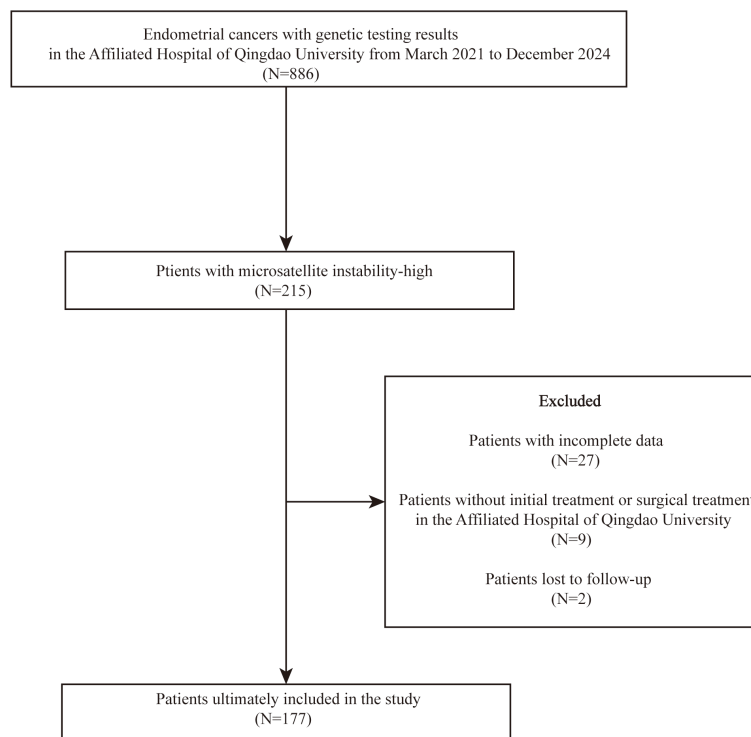 Endometrial cancers with genetic testing results
in the Affiliated Hospital of Qingdao University from March 2021 to December 2024
(N=886)
Ptients with microsatellite instability-high
(N=215)
Excluded
Patients with incomplete data
(N=27)
Patients without initial treatment or surgical treatment
in the Affiliated Hospital of Qingdao University
(N=9)
Patients lost to follow-up
(N=2)
Patients ultimately included in the study
(N=177)